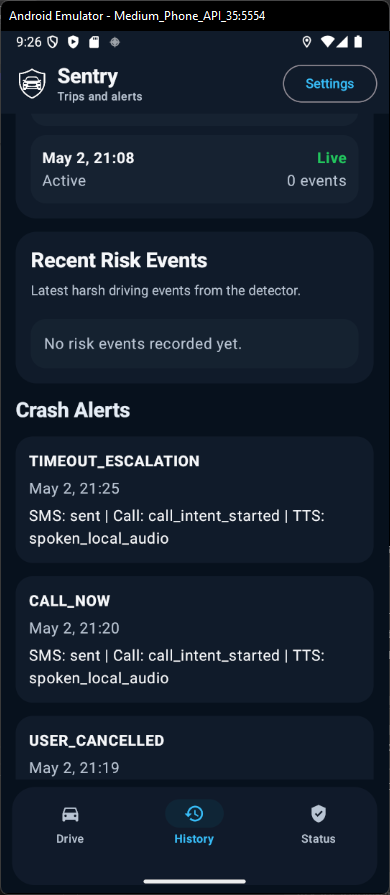 Android Emulator - Medium_Phone_API_35:5554
9:26
Sentry
Trips and alerts
Settings
May 2, 21:08
Live
Active
0 events
Recent Risk Events
Latest harsh driving events from the detector.
No risk events recorded yet.
Crash Alerts
TIMEOUT_ESCALATION
May 2, 21:25
SMS: sent | Call: call_intent_started | TTS:
spoken_local_audio
CALL_NOW
May 2, 21:20
SMS: sent | Call: call_intent_started | TTS:
spoken_local_audio
USER_CANCELLED
May 2, 21:19
Drive
History
Status